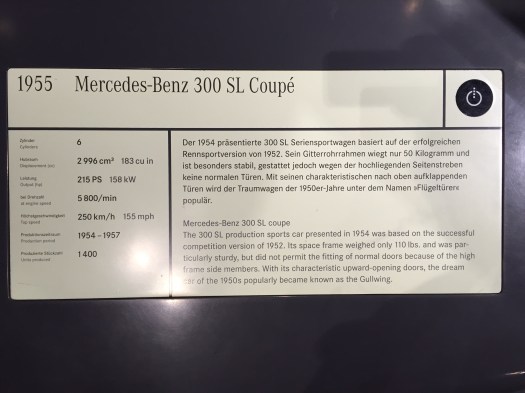 1955 Mercedes-Benz 300 SL Coupé
Zylinder 6
Cylinders
Hubraum 2 996 cm³ 183 cu in
Displacement
Leistung 215 PS 158 kW
Output
bei Drehzahl 5 800/min
at engine speed
Höchstgeschwindigkeit 250 km/h 155 mph
Top speed
Produktionszeitraum 1954 – 1957
Production period
Produzierte Stückzahl 1 400
Units produced
Der 1954 präsentierte 300 SL Seriensportwagen basiert auf der erfolgreichen
Rennsportversion von 1952. Sein Gitterrohrrahmen wiegt nur 50 Kilogramm und
ist besonders stabil, gestattet jedoch wegen der hochliegenden Seitenstreben
keine normalen Türen. Mit seinen charakteristischen nach oben aufklappenden
Türen wird der Traumwagen der 1950er-Jahre unter dem Namen »Flügeltürer«
populär.
Mercedes-Benz 300 SL coupe
The 300 SL production sports car presented in 1954 was based on the successful
competition version of 1952. Its space frame weighed only 110 lbs. and was par-
ticularly sturdy, but did not permit the fitting of normal doors because of the high
frame side members. With its characteristic upward-opening doors, the dream
car of the 1950s popularly became known as the Gullwing.